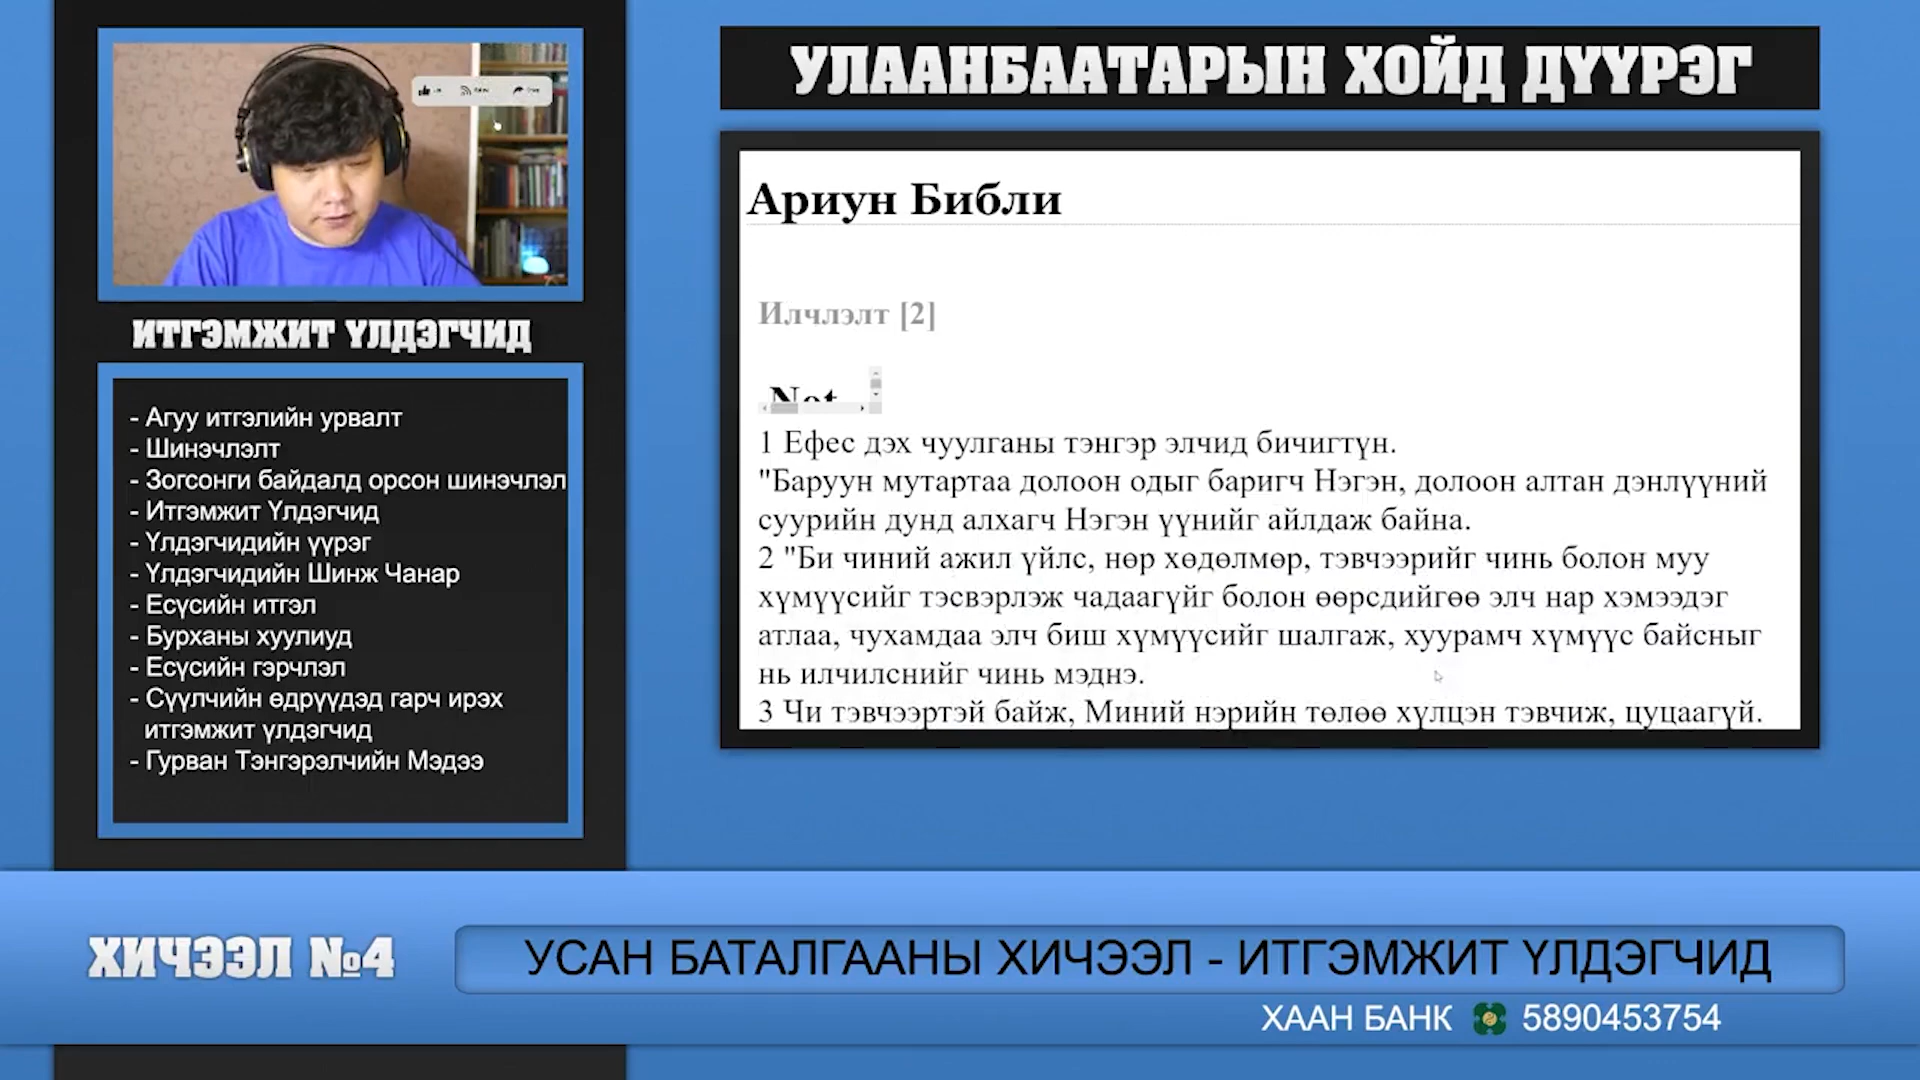 УЛААНБААТАРЫН ХОЙД ДҮҮРЭГ
ИТГЭМЖИТ ҮЛДЭГЧИД
- Агуу итгэлийн урвалт
- Шинэчлэлт
- Зогсонги байдалд орсон шинэчлэл
- Итгэмжит Үлдэгчид
- Үлдэгчидийн үүрэг
- Үлдэгчидийн Шинж Чанар
- Есүсийн итгэл
- Бурханы хуулиуд
- Есүсийн гэрчлэл
- Сүүлчийн өдрүүдэд гарч ирэх
итгэмжит үлдэгчид
- Гурван Тэнгэрэлчийн Мэдээ
Ариун Библи
Илчлэлт [2]
Not
1 Ефес дэх чуулганы тэнгэр элчид бичигтүн.
"Баруун мутартаа долоон одыг баригч Нэгэн, долоон алтан дэнлүүний
суурийн дунд алхагч Нэгэн үүнийг айлдаж байна.
2 "Би чиний ажил үйлс, нөр хөдөлмөр, тэвчээрийг чинь болон муу
хүмүүсийг тэсвэрлэж чадаагүйг болон өөрсдийгөө элч нар хэмээдэг
атлаа, чухамдаа элч биш хүмүүсийг шалгаж, хуурамч хүмүүс байсныг
нь илчилснийг чинь мэднэ.
3 Чи тэвчээртэй байж, Миний нэрийн төлөө хүлцэн тэвчиж, цуцаагүй.
ХИЧЭЭЛ №4
УСАН БАТАЛГААНЫ ХИЧЭЭЛ - ИТГЭМЖИТ ҮЛДЭГЧИД
ХААН БАНК 5890453754